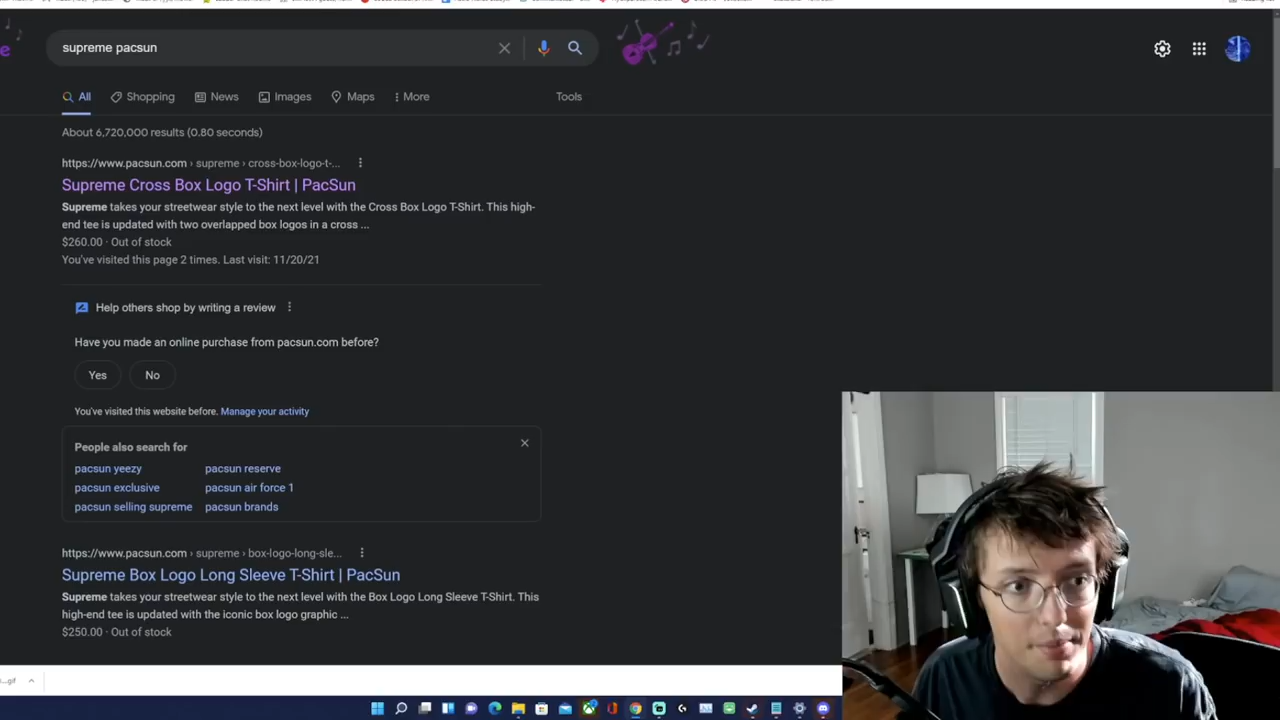 supreme pacsun
All
Shopping
News
Images
Maps
More
Tools
About 6,720,000 results (0.80 seconds)
https://www.pacsun.com › supreme › cross-box-logo-t-...
Supreme Cross Box Logo T-Shirt | PacSun
Supreme takes your streetwear style to the next level with the Cross Box Logo T-Shirt. This high-
end tee is updated with two overlapped box logos in a cross ...
$260.00 · Out of stock
You've visited this page 2 times. Last visit: 11/20/21
Help others shop by writing a review
Have you made an online purchase from pacsun.com before?
Yes
No
You've visited this website before. Manage your activity
People also search for
pacsun yeezy
pacsun reserve
pacsun exclusive
pacsun air force 1
pacsun selling supreme
pacsun brands
https://www.pacsun.com › supreme › box-logo-long-sle...
Supreme Box Logo Long Sleeve T-Shirt | PacSun
Supreme takes your streetwear style to the next level with the Box Logo Long Sleeve T-Shirt. This
high-end tee is updated with the iconic box logo graphic ...
$250.00 · Out of stock
....gif